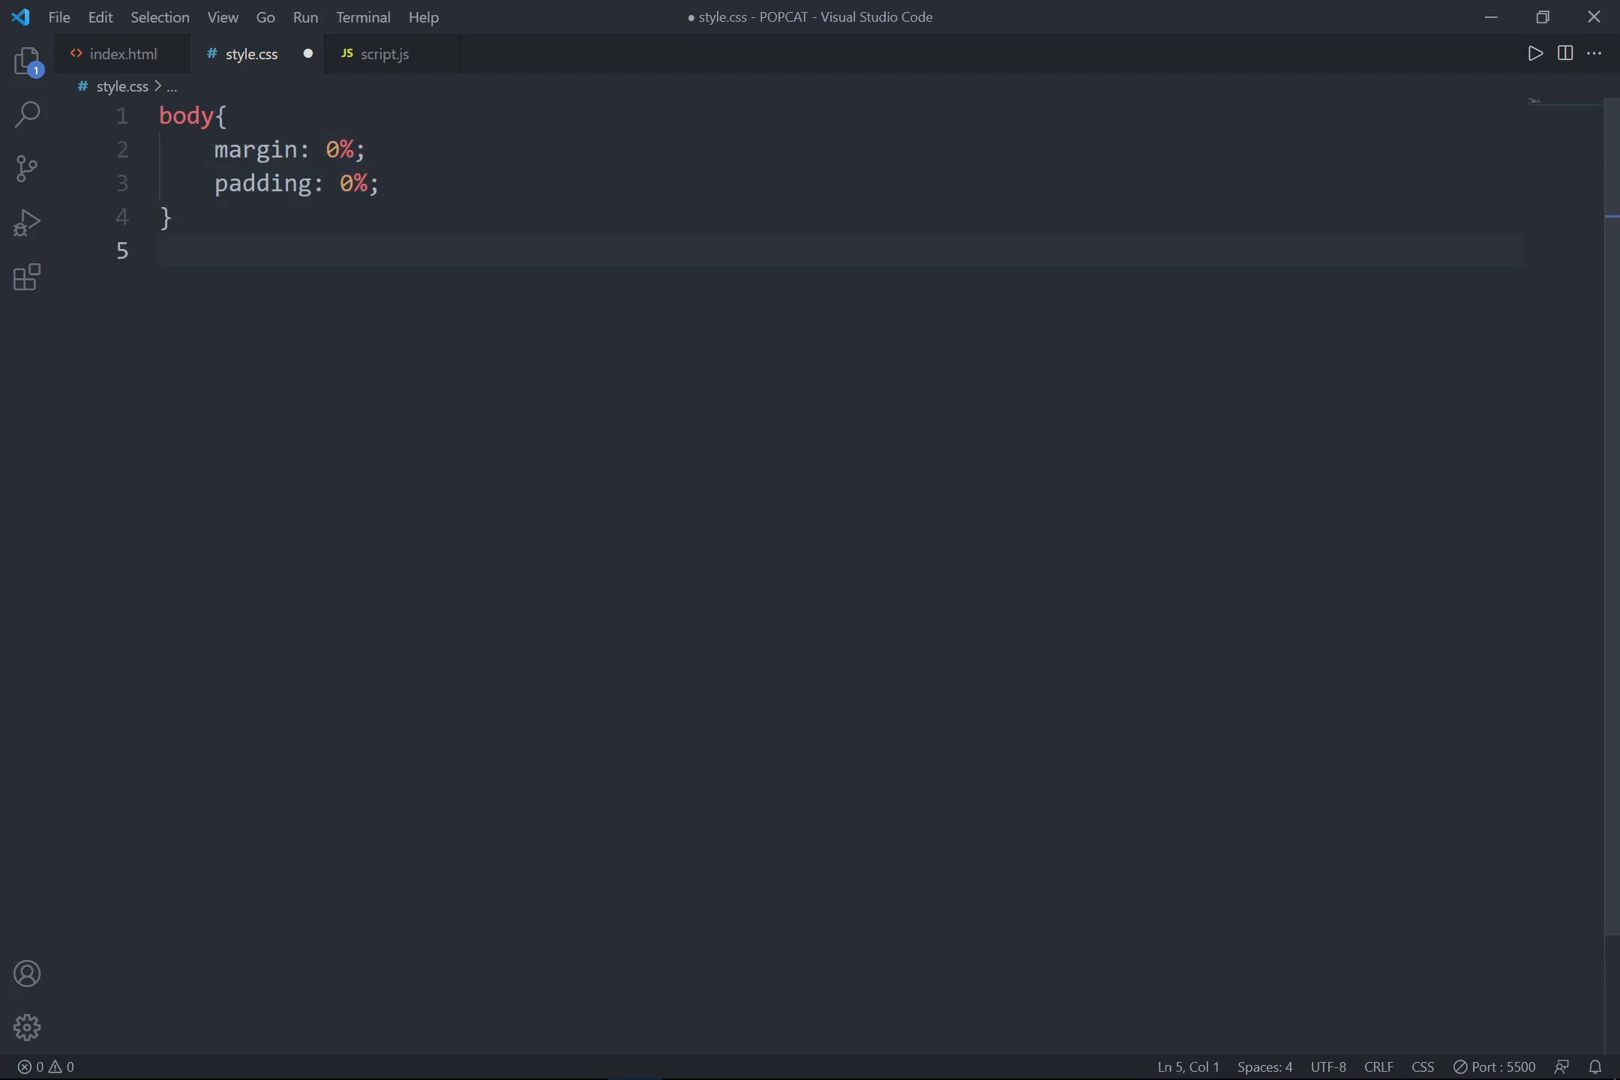 File Edit Selection View Go Run Terminal Help ● style.css - POPCAT - Visual Studio Code
<> index.html # style.css ● JS script.js
1
# style.css > ...
1 body{
2 margin: 0%;
3 padding: 0%;
4 }
5
0 0 Ln 5, Col 1 Spaces: 4 UTF-8 CRLF CSS Port : 5500